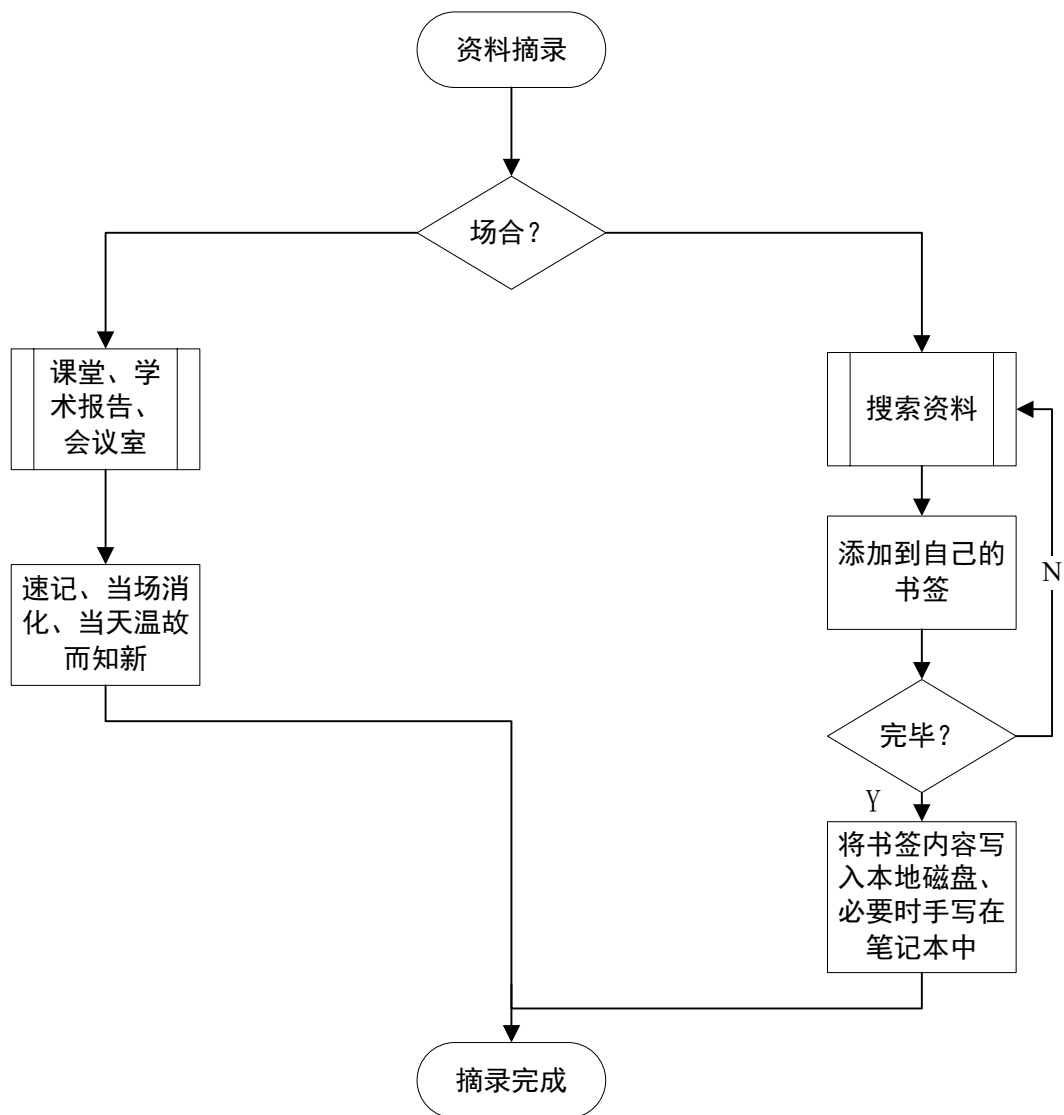 资料摘录
场合？
课堂、学
术报告、
会议室
搜索资料
速记、当场消
化、当天温故
而知新
添加到自己的
书签
N
完毕？
Y
将书签内容写
入本地磁盘、
必要时手写在
笔记本中
摘录完成